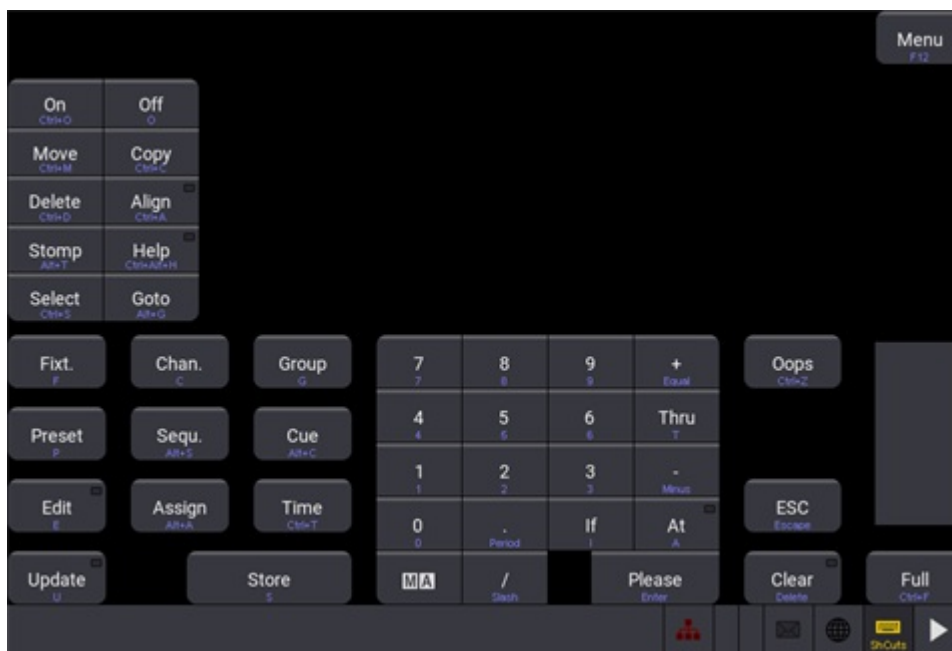 Menu
F12
On Off
Ctrl+O O
Move Copy
Ctrl+M Ctrl+C
Delete Align
Ctrl+D Ctrl+A
Stomp Help
Alt+T Ctrl+Alt+H
Select Goto
Ctrl+S Alt+G
Fixt. Chan. Group 7 8 9 + Oops
F C G 7 8 9 Equal Ctrl+Z
4 5 6 Thru
4 5 6 T
Preset Sequ. Cue
P Alt+S Alt+C
1 2 3 -
1 2 3 Minus
Edit Assign Time ESC
E Alt+A Ctrl+T Escape
0 . If At
0 Period I A
Update Store MA / Please Clear Full
U S Slash Enter Delete Ctrl+F
ShCuts